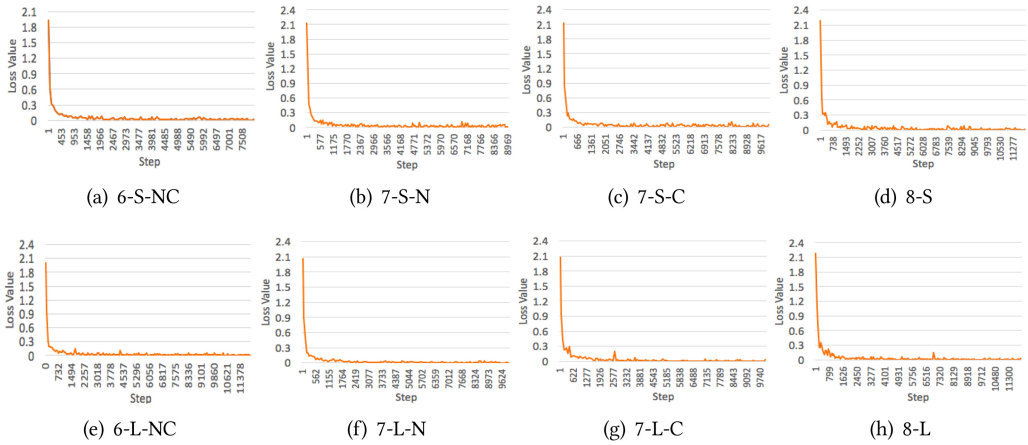 2.1
1.8
1.5
1.2
0.9
0.6
0.3
0
Loss Value
1 453 953 1458 1966 2467 2973 3477 3981 4485 4988 5490 5992 6497 7001 7508
Step
(a) 6-S-NC
2.4
2.1
1.8
1.5
1.2
0.9
0.6
0.3
0
Loss Value
1 577 1175 1770 2367 2966 3566 4168 4771 5372 5970 6570 7168 7766 8366 8969
Step
(b) 7-S-N
2.4
2.1
1.8
1.5
1.2
0.9
0.6
0.3
0
Loss Value
1 666 1361 2051 2746 3442 4137 4832 5523 6218 6913 7578 8233 8928 9617
Step
(c) 7-S-C
2.4
2.1
1.8
1.5
1.2
0.9
0.6
0.3
0
Loss Value
1 738 1493 2252 3007 3760 4517 5272 6028 6783 7539 8294 9045 9793 10530 11277
Step
(d) 8-S
2.4
2.1
1.8
1.5
1.2
0.9
0.6
0.3
0
Loss Value
0 732 1494 2257 3018 3778 4537 5296 6056 6817 7575 8336 9101 9860 10621 11378
Step
(e) 6-L-NC
2.4
2.1
1.8
1.5
1.2
0.9
0.6
0.3
0
Loss Value
1 562 1155 1764 2419 3077 3733 4387 5044 5702 6359 7012 7668 8324 8973 9624
Step
(f) 7-L-N
2.4
2.1
1.8
1.5
1.2
0.9
0.6
0.3
0
Loss Value
1 622 1277 1926 2577 3232 3881 4543 5185 5838 6488 7135 7789 8443 9092 9740
Step
(g) 7-L-C
2.4
2.1
1.8
1.5
1.2
0.9
0.6
0.3
0
Loss Value
1 799 1626 2450 3277 4101 4931 5756 6516 7320 8129 8918 9712 10480 11300
Step
(h) 8-L